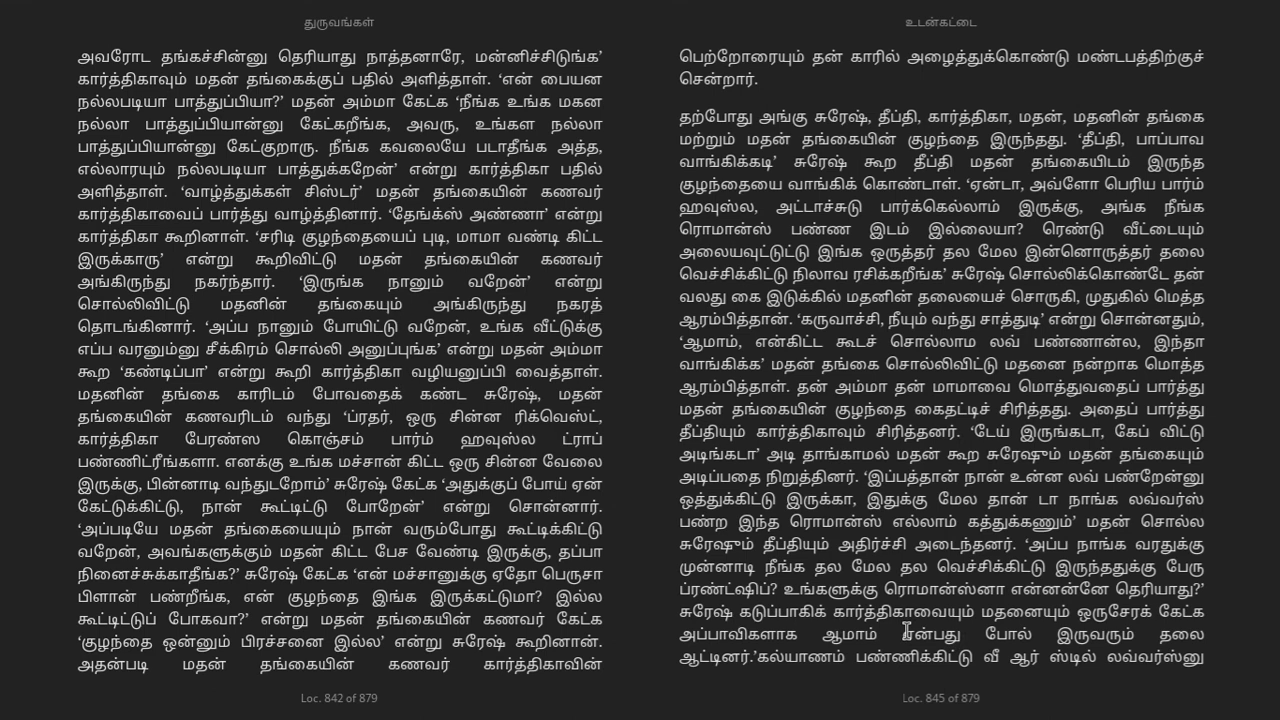 துருவங்கள்
அவரோட தங்கச்சின்னு தெரியாது நாத்தனாரே, மன்னிச்சிடுங்க’
கார்த்திகாவும் மதன் தங்கைக்குப் பதில் அளித்தாள். ‘என் பையன
நல்லபடியா பாத்துப்பியா?’ மதன் அம்மா கேட்க ‘நீங்க உங்க மகன
நல்லா பாத்துப்பியான்னு கேட்கறீங்க, அவரு, உங்கள நல்லா
பாத்துப்பியான்னு கேட்குறாரு. நீங்க கவலையே படாதீங்க அத்த,
எல்லாரயும் நல்லபடியா பாத்துக்கறேன்’ என்று கார்த்திகா பதில்
அளித்தாள். ‘வாழ்த்துக்கள் சிஸ்டர்’ மதன் தங்கையின் கணவர்
கார்த்திகாவைப் பார்த்து வாழ்த்தினார். ‘தேங்க்ஸ் அண்ணா’ என்று
கார்த்திகா கூறினாள். ‘சரிடி குழந்தையைப் புடி, மாமா வண்டி கிட்ட
இருக்காரு’ என்று கூறிவிட்டு மதன் தங்கையின் கணவர்
அங்கிருந்து நகர்ந்தார். ‘இருங்க நானும் வறேன்’ என்று
சொல்லிவிட்டு மதனின் தங்கையும் அங்கிருந்து நகரத்
தொடங்கினார். ‘அப்ப நானும் போயிட்டு வறேன், உங்க வீட்டுக்கு
எப்ப வரனும்னு சீக்கிரம் சொல்லி அனுப்புங்க’ என்று மதன் அம்மா
கூற ‘கண்டிப்பா’ என்று கூறி கார்த்திகா வழியனுப்பி வைத்தாள்.
மதனின் தங்கை காரிடம் போவதைக் கண்ட சுரேஷ், மதன்
தங்கையின் கணவரிடம் வந்து ‘ப்ரதர், ஒரு சின்ன ரிக்வெஸ்ட்,
கார்த்திகா பேரண்ஸ கொஞ்சம் பார்ம் ஹவுஸ்ல ட்ராப்
பண்ணிட்ரீங்களா. எனக்கு உங்க மச்சான் கிட்ட ஒரு சின்ன வேலை
இருக்கு, பின்னாடி வந்துடறோம்’ சுரேஷ் கேட்க ‘அதுக்குப் போய் ஏன்
கேட்டுக்கிட்டு, நான் கூட்டிட்டு போறேன்’ என்று சொன்னார்.
‘அப்படியே மதன் தங்கையையும் நான் வரும்போது கூட்டிக்கிட்டு
வறேன், அவங்களுக்கும் மதன் கிட்ட பேச வேண்டி இருக்கு, தப்பா
நினைச்சுக்காதீங்க?’ சுரேஷ் கேட்க ‘என் மச்சானுக்கு ஏதோ பெருசா
பிளான் பண்றீங்க, என் குழந்தை இங்க இருக்கட்டுமா? இல்ல
கூட்டிட்டுப் போகவா?’ என்று மதன் தங்கையின் கணவர் கேட்க
‘குழந்தை ஒன்னும் பிரச்சனை இல்ல’ என்று சுரேஷ் கூறினான்.
அதன்படி மதன் தங்கையின் கணவர் கார்த்திகாவின்
Loc. 842 of 879
உடன்கட்டை
பெற்றோரையும் தன் காரில் அழைத்துக்கொண்டு மண்டபத்திற்குச்
சென்றார்.
தற்போது அங்கு சுரேஷ், தீப்தி, கார்த்திகா, மதன், மதனின் தங்கை
மற்றும் மதன் தங்கையின் குழந்தை இருந்தது. ‘தீப்தி, பாப்பாவ
வாங்கிக்கடி’ சுரேஷ் கூற தீப்தி மதன் தங்கையிடம் இருந்த
குழந்தையை வாங்கிக் கொண்டாள். ‘ஏன்டா, அவ்ளோ பெரிய பார்ம்
ஹவுஸ்ல, அட்டாச்சுடு பார்க்கெல்லாம் இருக்கு, அங்க நீங்க
ரொமான்ஸ் பண்ண இடம் இல்லையா? ரெண்டு வீட்டையும்
அலையவுட்டுட்டு இங்க ஒருத்தர் தல மேல இன்னொருத்தர் தலை
வெச்சிக்கிட்டு நிலாவ ரசிக்கறீங்க’ சுரேஷ் சொல்லிக்கொண்டே தன்
வலது கை இடுக்கில் மதனின் தலையைச் சொருகி, முதுகில் மெத்த
ஆரம்பித்தான். ‘கருவாச்சி, நீயும் வந்து சாத்துடி’ என்று சொன்னதும்,
‘ஆமாம், என்கிட்ட கூடச் சொல்லாம லவ் பண்ணான்ல, இந்தா
வாங்கிக்க’ மதன் தங்கை சொல்லிவிட்டு மதனை நன்றாக மொத்த
ஆரம்பித்தாள். தன் அம்மா தன் மாமாவை மொத்துவதைப் பார்த்து
மதன் தங்கையின் குழந்தை கைதட்டிச் சிரித்தது. அதைப் பார்த்து
தீப்தியும் கார்த்திகாவும் சிரித்தனர். ‘டேய் இருங்கடா, கேப் விட்டு
அடிங்கடா’ அடி தாங்காமல் மதன் கூற சுரேஷும் மதன் தங்கையும்
அடிப்பதை நிறுத்தினர். ‘இப்பத்தான் நான் உன்ன லவ் பண்றேன்னு
ஒத்துக்கிட்டு இருக்கா, இதுக்கு மேல தான் டா நாங்க லவ்வர்ஸ்
பண்ற இந்த ரொமான்ஸ் எல்லாம் கத்துக்கணும்’ மதன் சொல்ல
சுரேஷும் தீப்தியும் அதிர்ச்சி அடைந்தனர். ‘அப்ப நாங்க வரதுக்கு
முன்னாடி நீங்க தல மேல தல வெச்சிக்கிட்டு இருந்ததுக்கு பேரு
ப்ரண்ட்ஷிப்? உங்களுக்கு ரொமான்ஸ்னா என்னன்னே தெரியாது?’
சுரேஷ் கடுப்பாகிக் கார்த்திகாவையும் மதனையும் ஒருசேரக் கேட்க
அப்பாவிகளாக ஆமாம் என்பது போல் இருவரும் தலை
ஆட்டினர்.’கல்யாணம் பண்ணிக்கிட்டு வீ ஆர் ஸ்டில் லவ்வர்ஸ்னு
Loc. 845 of 879